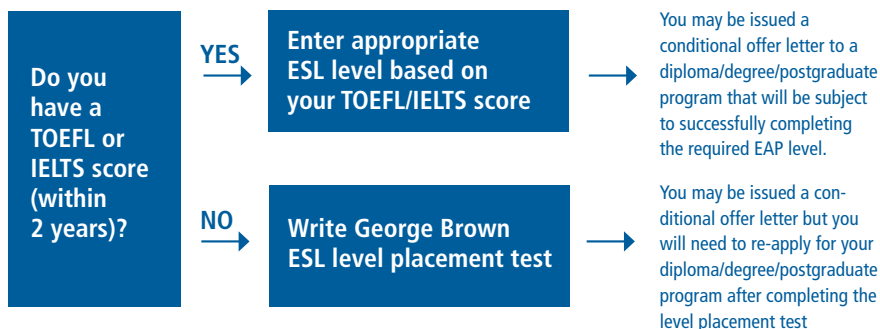 Do you
have a
TOEFL or
IELTS score
(within
2 years)?
YES
Enter appropriate
ESL level based on
your TOEFL/IELTS score
You may be issued a
conditional offer letter to a
diploma/degree/postgraduate
program that will be subject
to successfully completing
the required EAP level.
NO
Write George Brown
ESL level placement test
You may be issued a con-
ditional offer letter but you
will need to re-apply for your
diploma/degree/postgraduate
program after completing the
level placement test